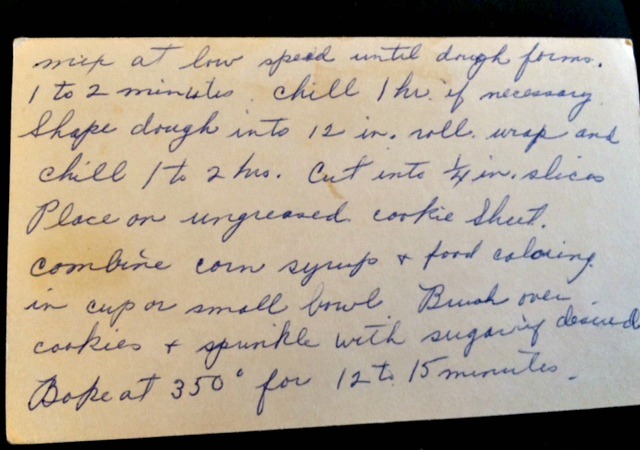 mix at low speed until dough forms.
1 to 2 minutes. Chill 1 hr. if necessary.
Shape dough into 12 in. roll. wrap and
chill 1 to 2 hrs. Cut into 1/4 in. slices
Place on ungreased cookie sheet.
combine corn syrup + food coloring
in cup or small bowl. Brush over
cookies + sprinkle with sugar if desired
Bake at 350° for 12 to 15 minutes.